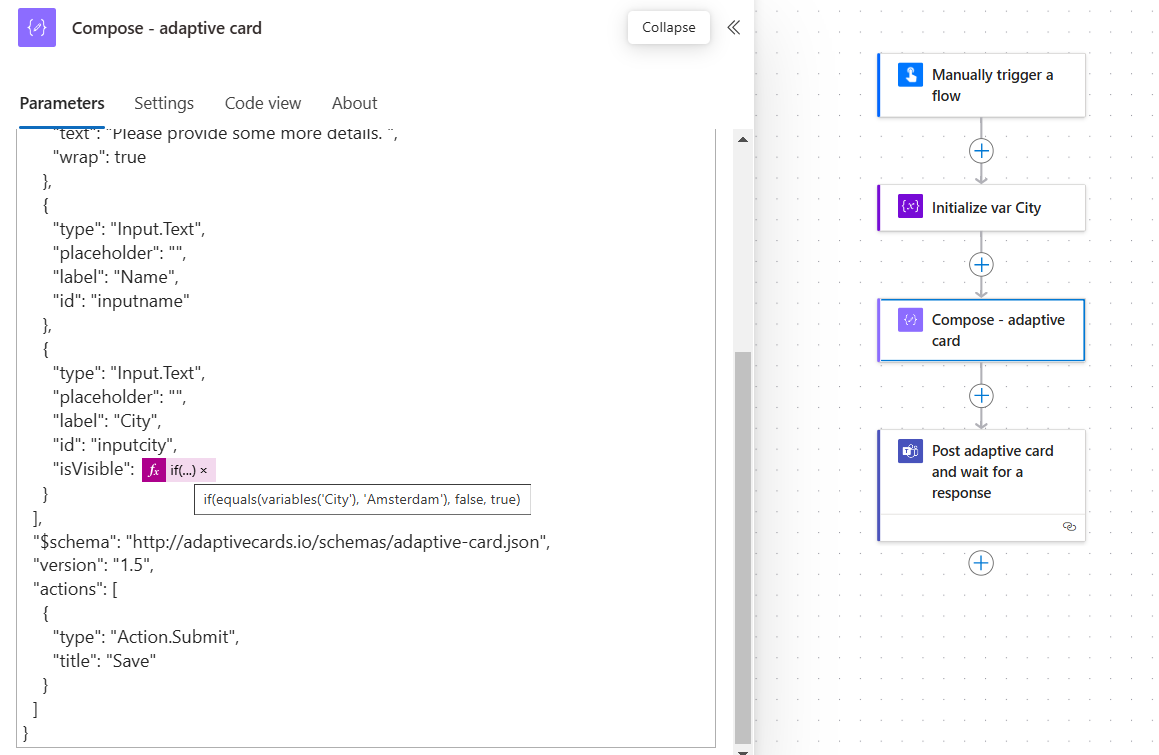 Compose - adaptive card
Collapse
Parameters
Settings
Code view
About
"text": "Please provide some more details. ",
"wrap": true
},
{
"type": "Input.Text",
"placeholder": "",
"label": "Name",
"id": "inputname"
},
{
"type": "Input.Text",
"placeholder": "",
"label": "City",
"id": "inputcity",
"isVisible": fx if(...) ×
if(equals(variables('City'), 'Amsterdam'), false, true)
}
],
"$schema": "http://adaptivecards.io/schemas/adaptive-card.json",
"version": "1.5",
"actions": [
{
"type": "Action.Submit",
"title": "Save"
}
]
}
Manually trigger a
flow
{x} Initialize var City
Compose - adaptive
card
Post adaptive card
and wait for a
response